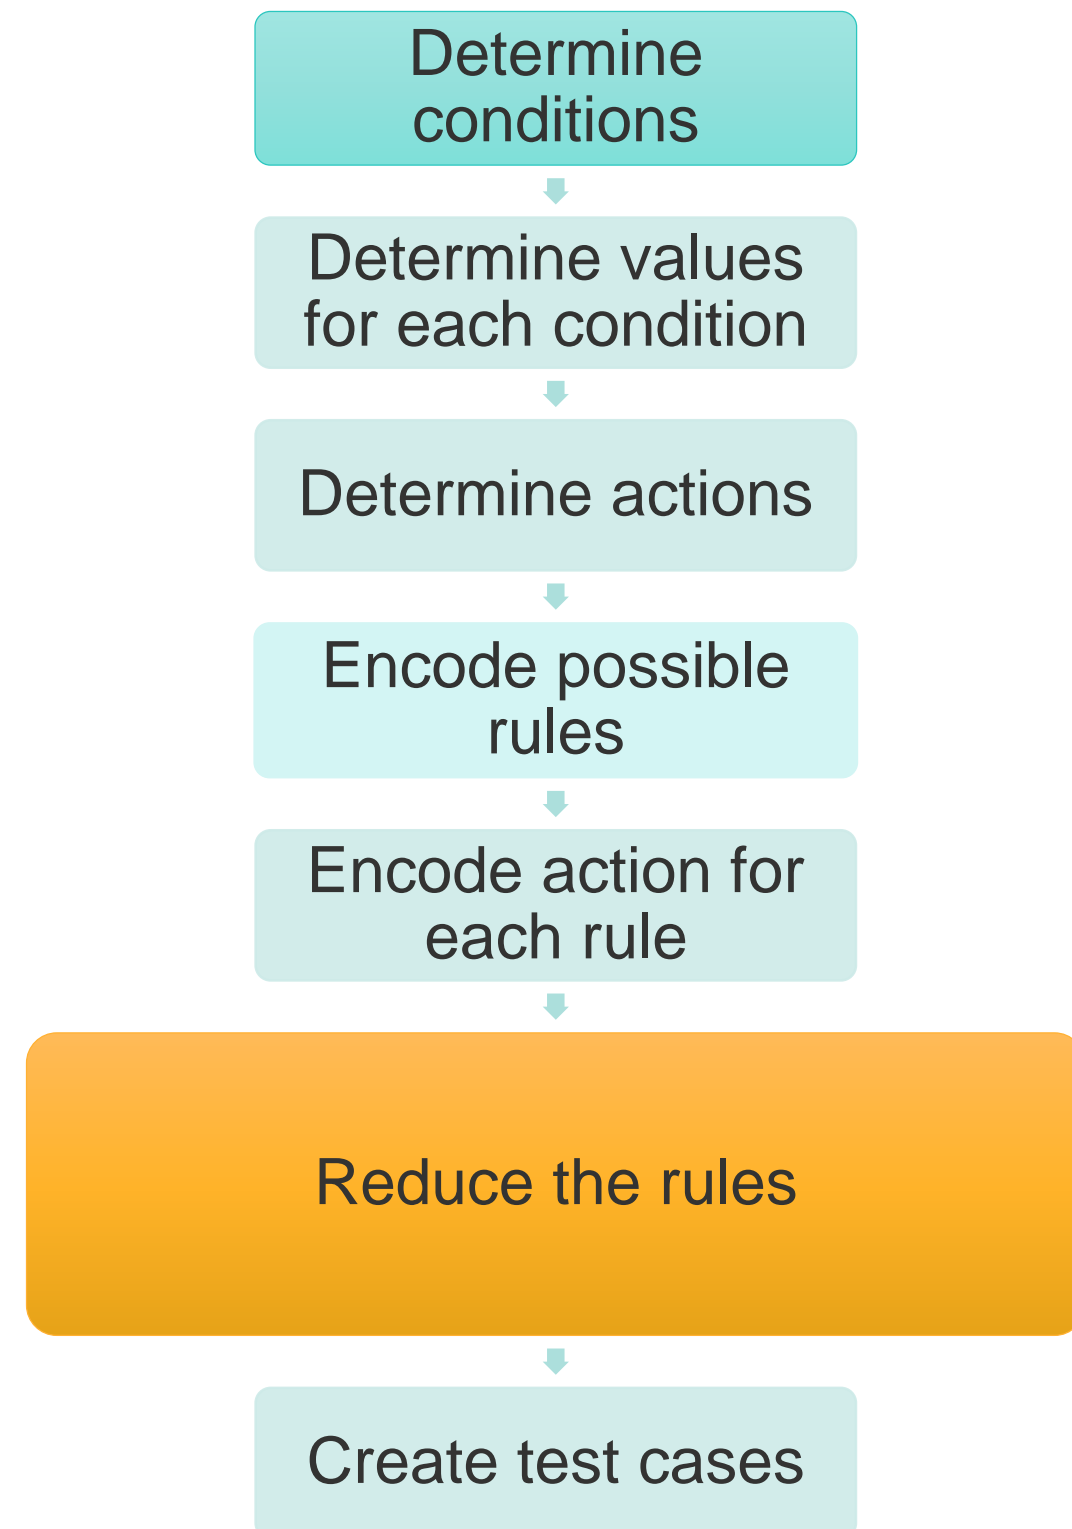 Determine
conditions
Determine values
for each condition
Determine actions
Encode possible
rules
Encode action for
each rule
Reduce the rules
Create test cases